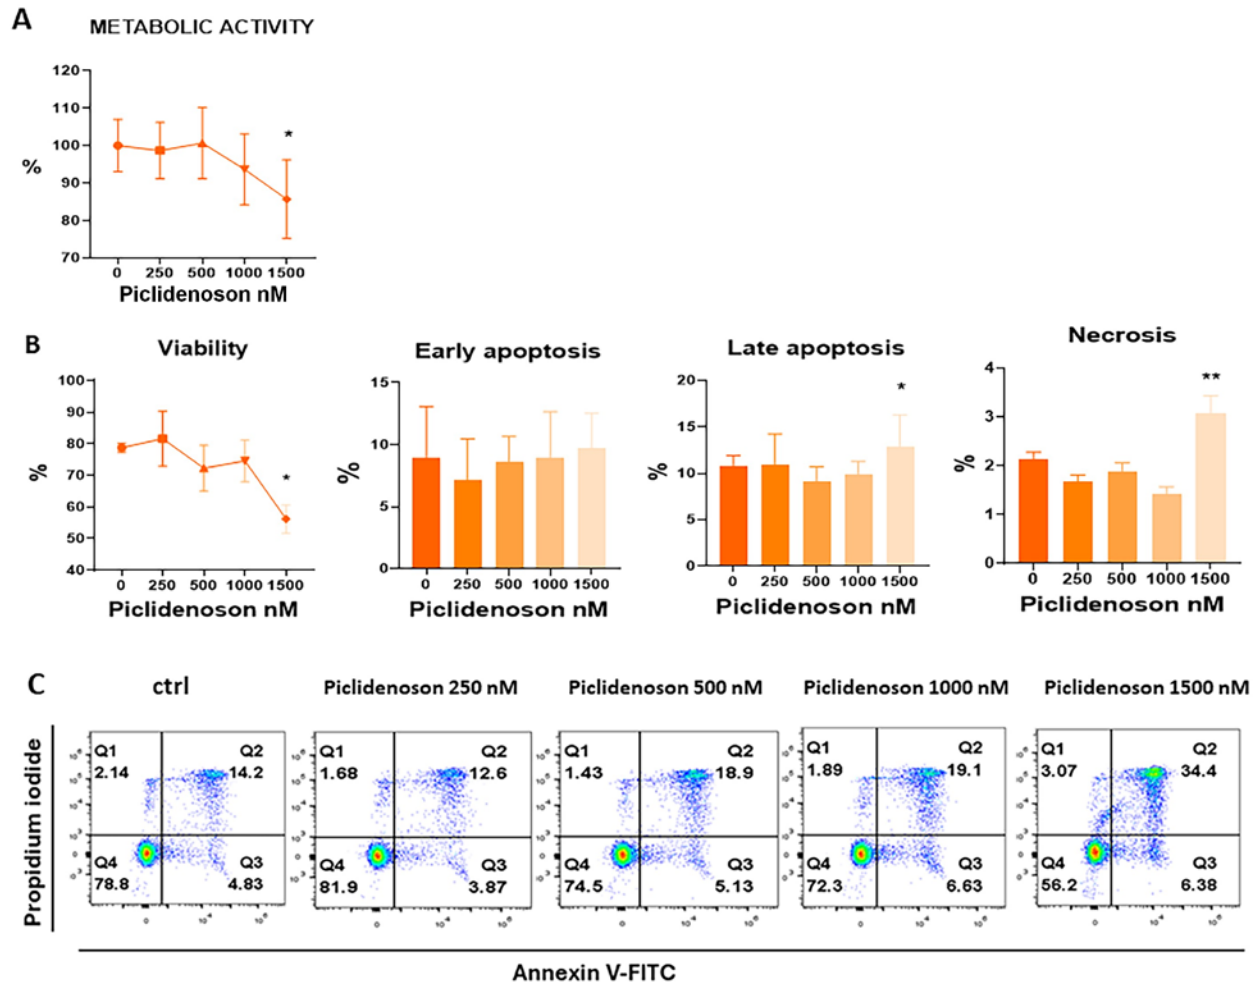 A
METABOLIC ACTIVITY
120
110
100
90
80
70
%
*
0 250 500 1000 1500
Piclidenoson nM
B
Viability
100
90
80
70
60
50
40
%
*
0 250 500 1000 1500
Piclidenoson nM
Early apoptosis
15
10
5
0
%
0 250 500 1000 1500
Piclidenoson nM
Late apoptosis
20
15
10
5
0
%
*
0 250 500 1000 1500
Piclidenoson nM
Necrosis
4
3
2
1
0
%
**
0 250 500 1000 1500
Piclidenoson nM
C
ctrl
Piclidenoson 250 nM
Piclidenoson 500 nM
Piclidenoson 1000 nM
Piclidenoson 1500 nM
Propidium iodide
Q1 Q2
2.14 14.2
Q4 Q3
78.8 4.83
Q1 Q2
1.68 12.6
Q4 Q3
81.9 3.87
Q1 Q2
1.43 18.9
Q4 Q3
74.5 5.13
Q1 Q2
1.89 19.1
Q4 Q3
72.3 6.63
Q1 Q2
3.07 34.4
Q4 Q3
56.2 6.38
Annexin V-FITC